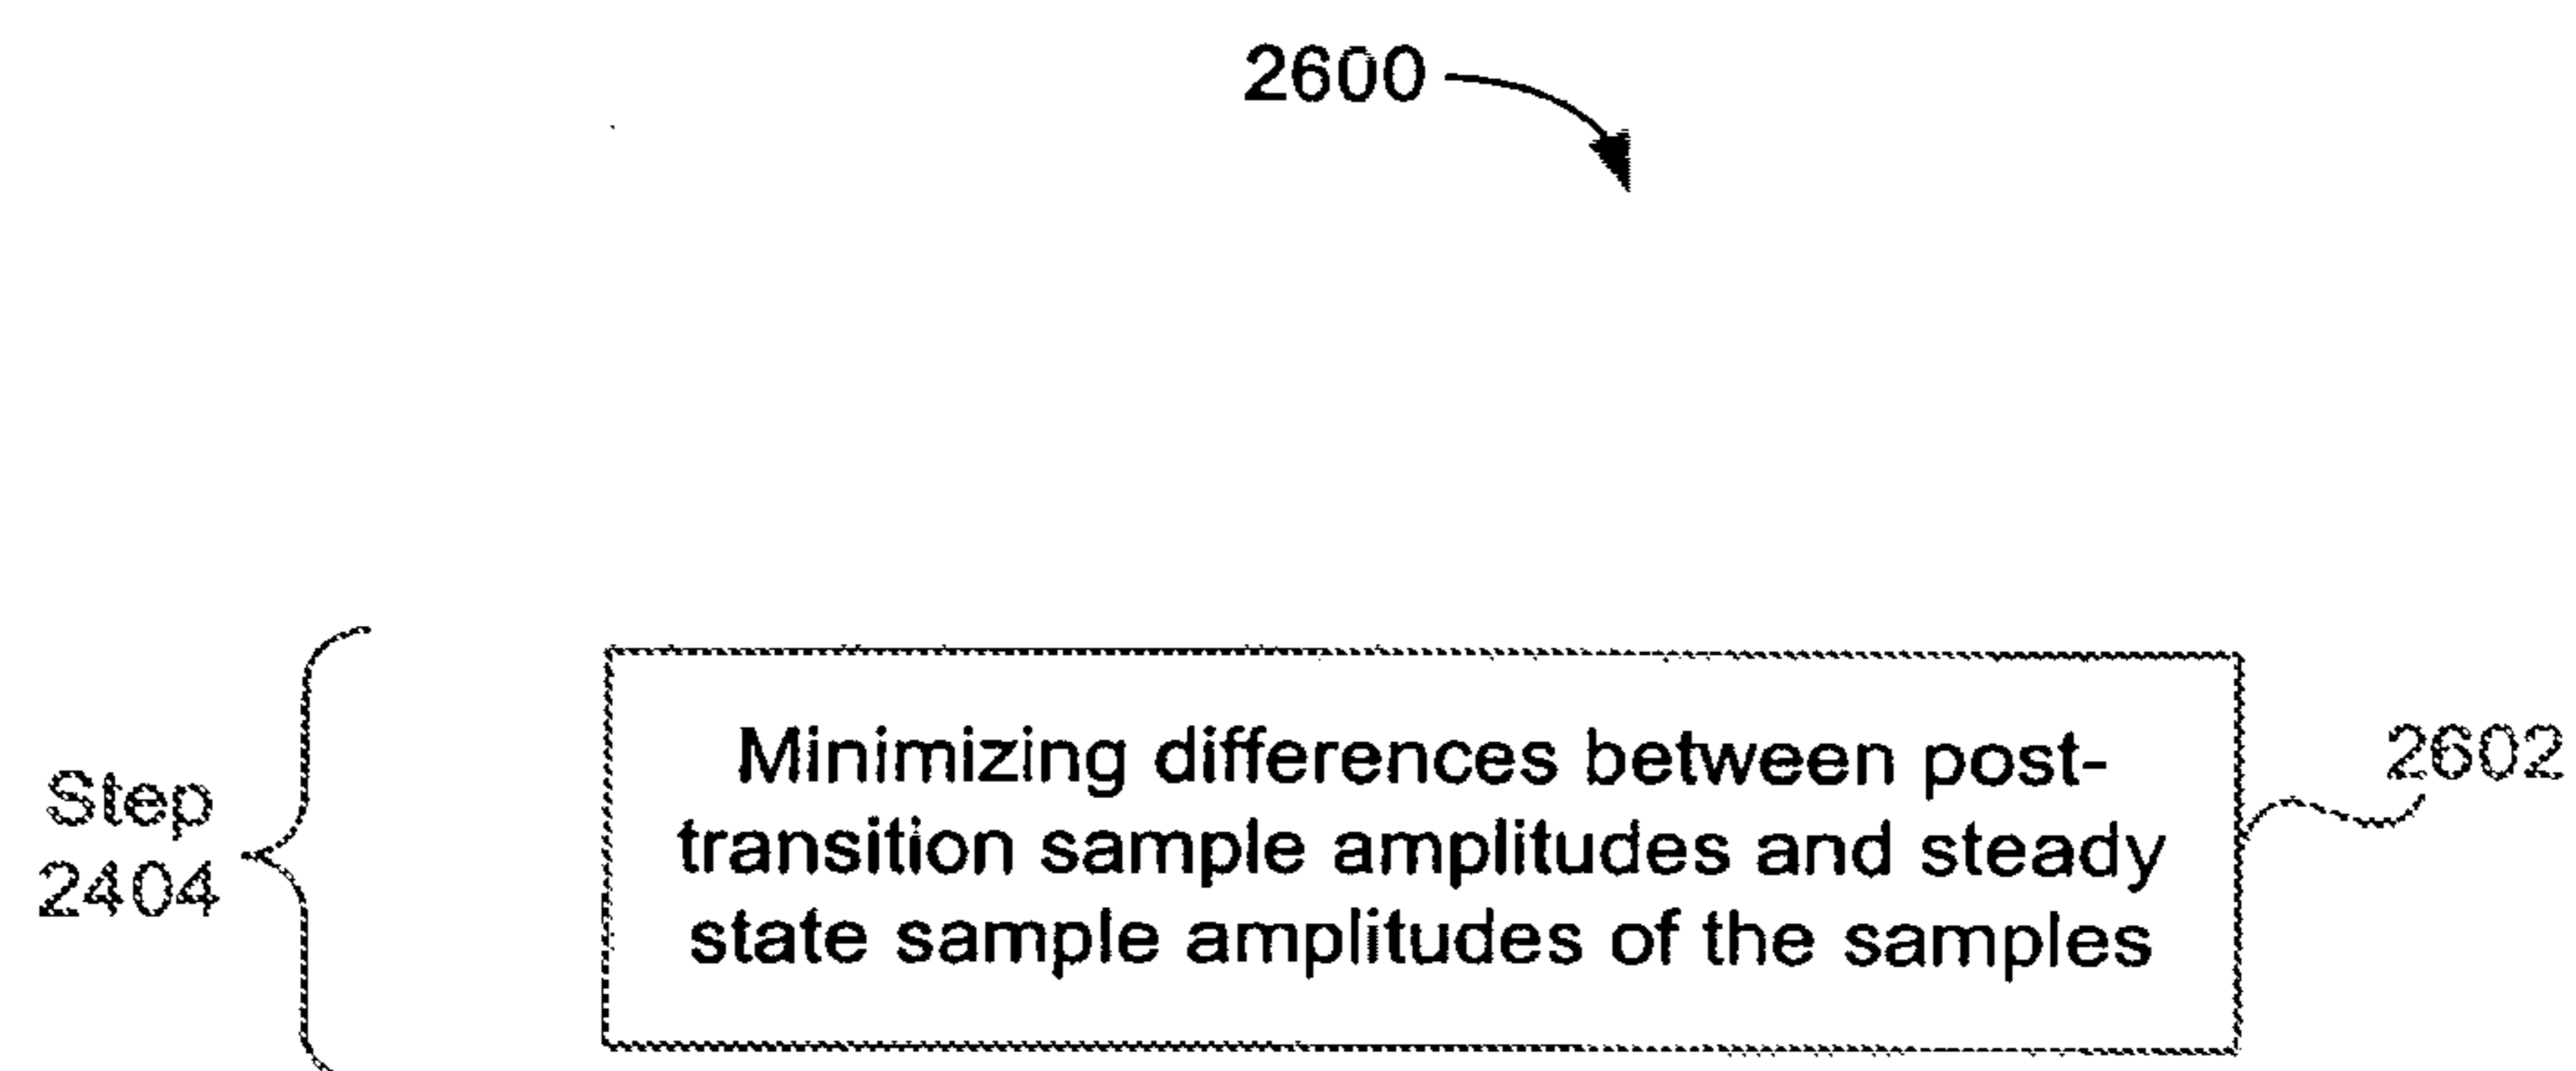 2600
Minimizing differences between post-
transition sample amplitudes and steady
state sample amplitudes of the samples
2602
Step
2404